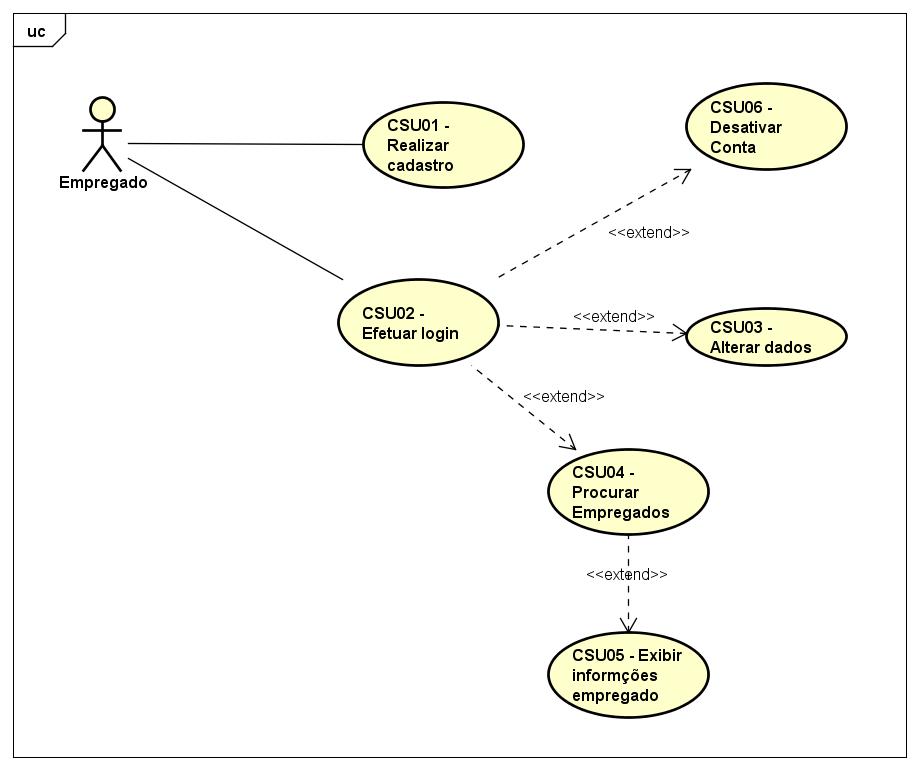 uc
Empregado
CSU01 -
Realizar
cadastro
CSU06 -
Desativar
Conta
<<extend>>
CSU02 -
Efetuar login
<<extend>>
CSU03 -
Alterar dados
<<extend>>
CSU04 -
Procurar
Empregados
<<extend>>
CSU05 - Exibir
informções
empregado